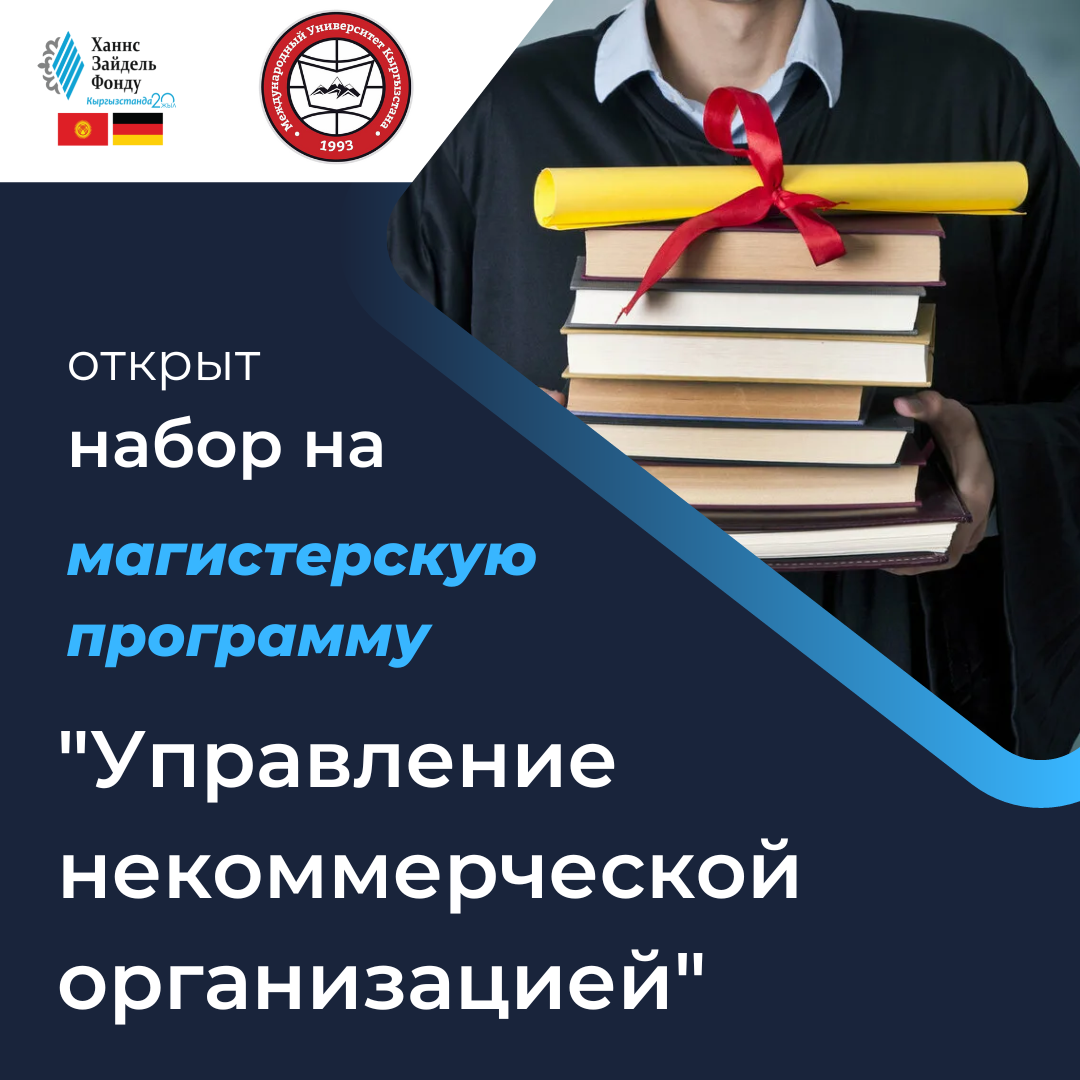 Ханнс
Зайдель
Фонду
Кыргызстанда 20 жыл
• Международный Университет Кыргызстана •
1993
открыт
набор на
магистерскую
программу
"Управление
некоммерческой
организацией"